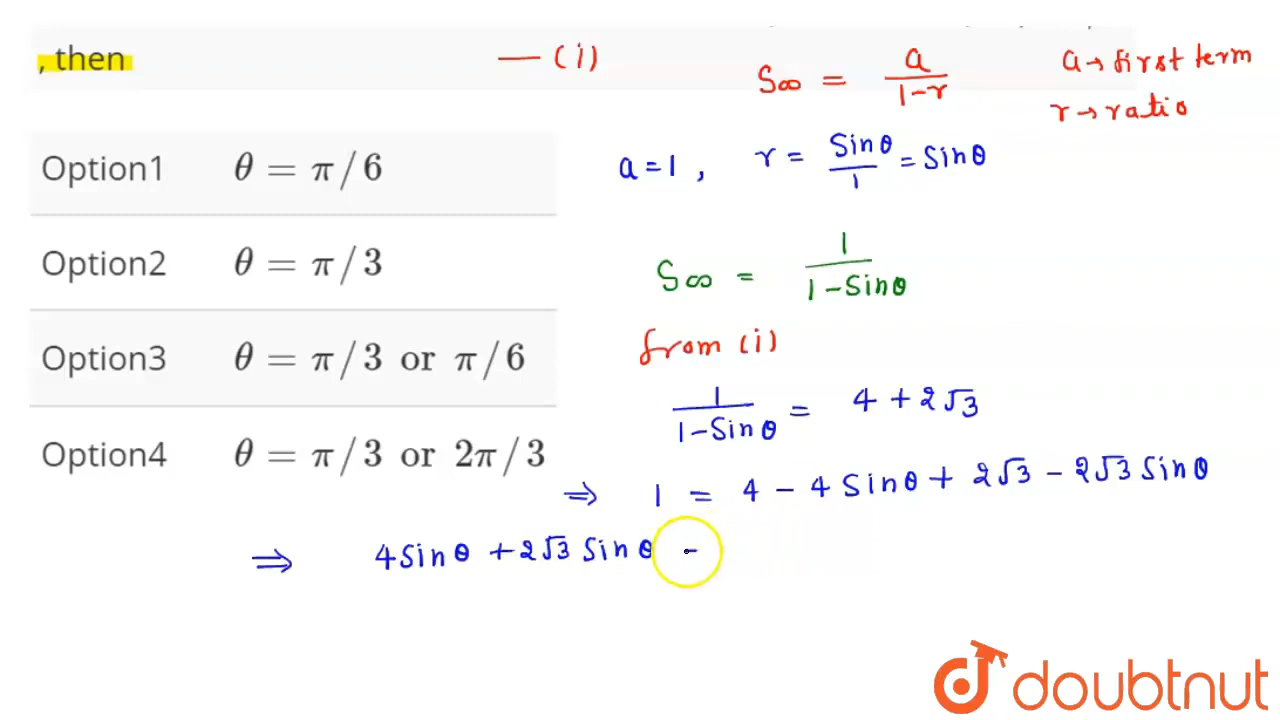 , then
— (i)
S∞ = a/(1-r)
a → first term
r → ratio
Option1 θ = π/6
a = 1 , r = Sinθ/1 = Sinθ
Option2 θ = π/3
S∞ = 1/(1-Sinθ)
from (i)
Option3 θ = π/3 or π/6
1/(1-Sinθ) = 4 + 2√3
Option4 θ = π/3 or 2π/3
⇒ 1 = 4 - 4 Sinθ + 2√3 - 2√3 Sinθ
⇒ 4 Sinθ + 2√3 Sinθ -
doubtnut